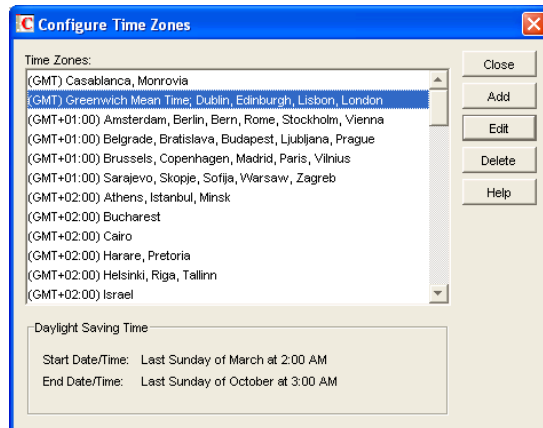 Configure Time Zones
Time Zones:
(GMT) Casablanca, Monrovia
(GMT) Greenwich Mean Time; Dublin, Edinburgh, Lisbon, London
(GMT+01:00) Amsterdam, Berlin, Bern, Rome, Stockholm, Vienna
(GMT+01:00) Belgrade, Bratislava, Budapest, Ljubljana, Prague
(GMT+01:00) Brussels, Copenhagen, Madrid, Paris, Vilnius
(GMT+01:00) Sarajevo, Skopje, Sofija, Warsaw, Zagreb
(GMT+02:00) Athens, Istanbul, Minsk
(GMT+02:00) Bucharest
(GMT+02:00) Cairo
(GMT+02:00) Harare, Pretoria
(GMT+02:00) Helsinki, Riga, Tallinn
(GMT+02:00) Israel
Close
Add
Edit
Delete
Help
Daylight Saving Time
Start Date/Time: Last Sunday of March at 2:00 AM
End Date/Time: Last Sunday of October at 3:00 AM